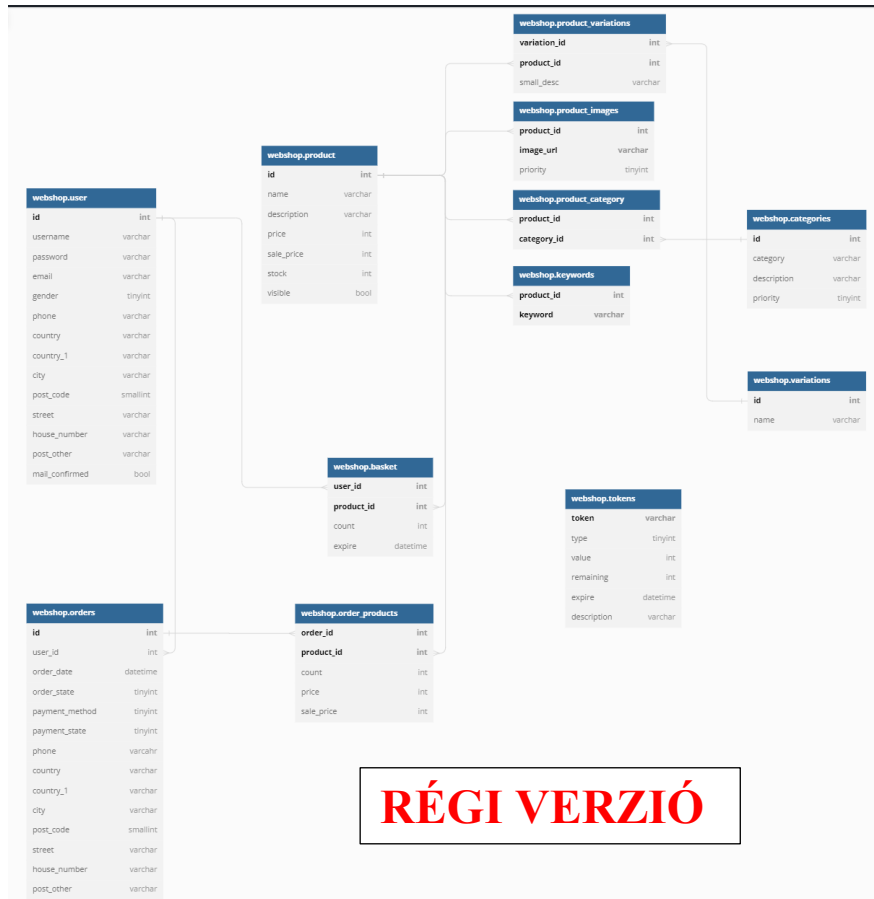 webshop.product_variations
variation_id int
product_id int
small_desc varchar
webshop.product_images
product_id int
image_url varchar
priority tinyint
webshop.product
id int
name varchar
description varchar
price int
sale_price int
stock int
visible bool
webshop.product_category
product_id int
category_id int
webshop.keywords
product_id int
keyword varchar
webshop.categories
id int
category varchar
description varchar
priority tinyint
webshop.user
id int
username varchar
password varchar
email varchar
gender tinyint
phone varchar
country varchar
country_1 varchar
city varchar
post_code smallint
street varchar
house_number varchar
post_other varchar
mail_confirmed bool
webshop.variations
id int
name varchar
webshop.basket
user_id int
product_id int
count int
expire datetime
webshop.tokens
token varchar
type tinyint
value int
remaining int
expire datetime
description varchar
webshop.orders
id int
user_id int
order_date datetime
order_state tinyint
payment_method tinyint
payment_state tinyint
phone varcahr
country varchar
country_1 varchar
city varchar
post_code smallint
street varchar
house_number varchar
post_other varchar
webshop.order_products
order_id int
product_id int
count int
price int
sale_price int
RÉGI VERZIÓ